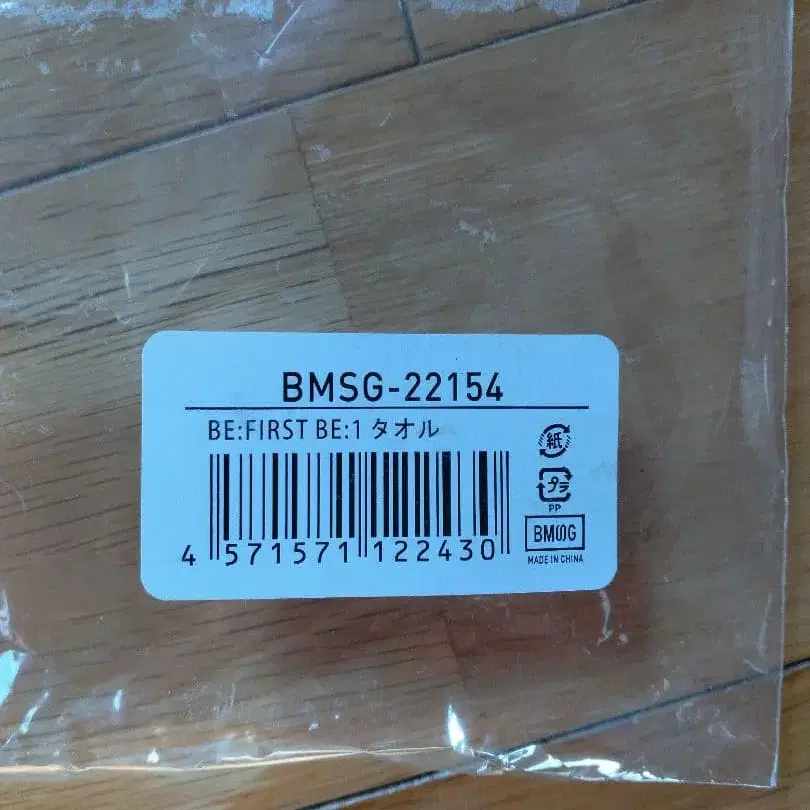 BMSG-22154
BE:FIRST BE:1 タオル
紙
プラ
PP
BMSG
MADE IN CHINA
4 571571 122430